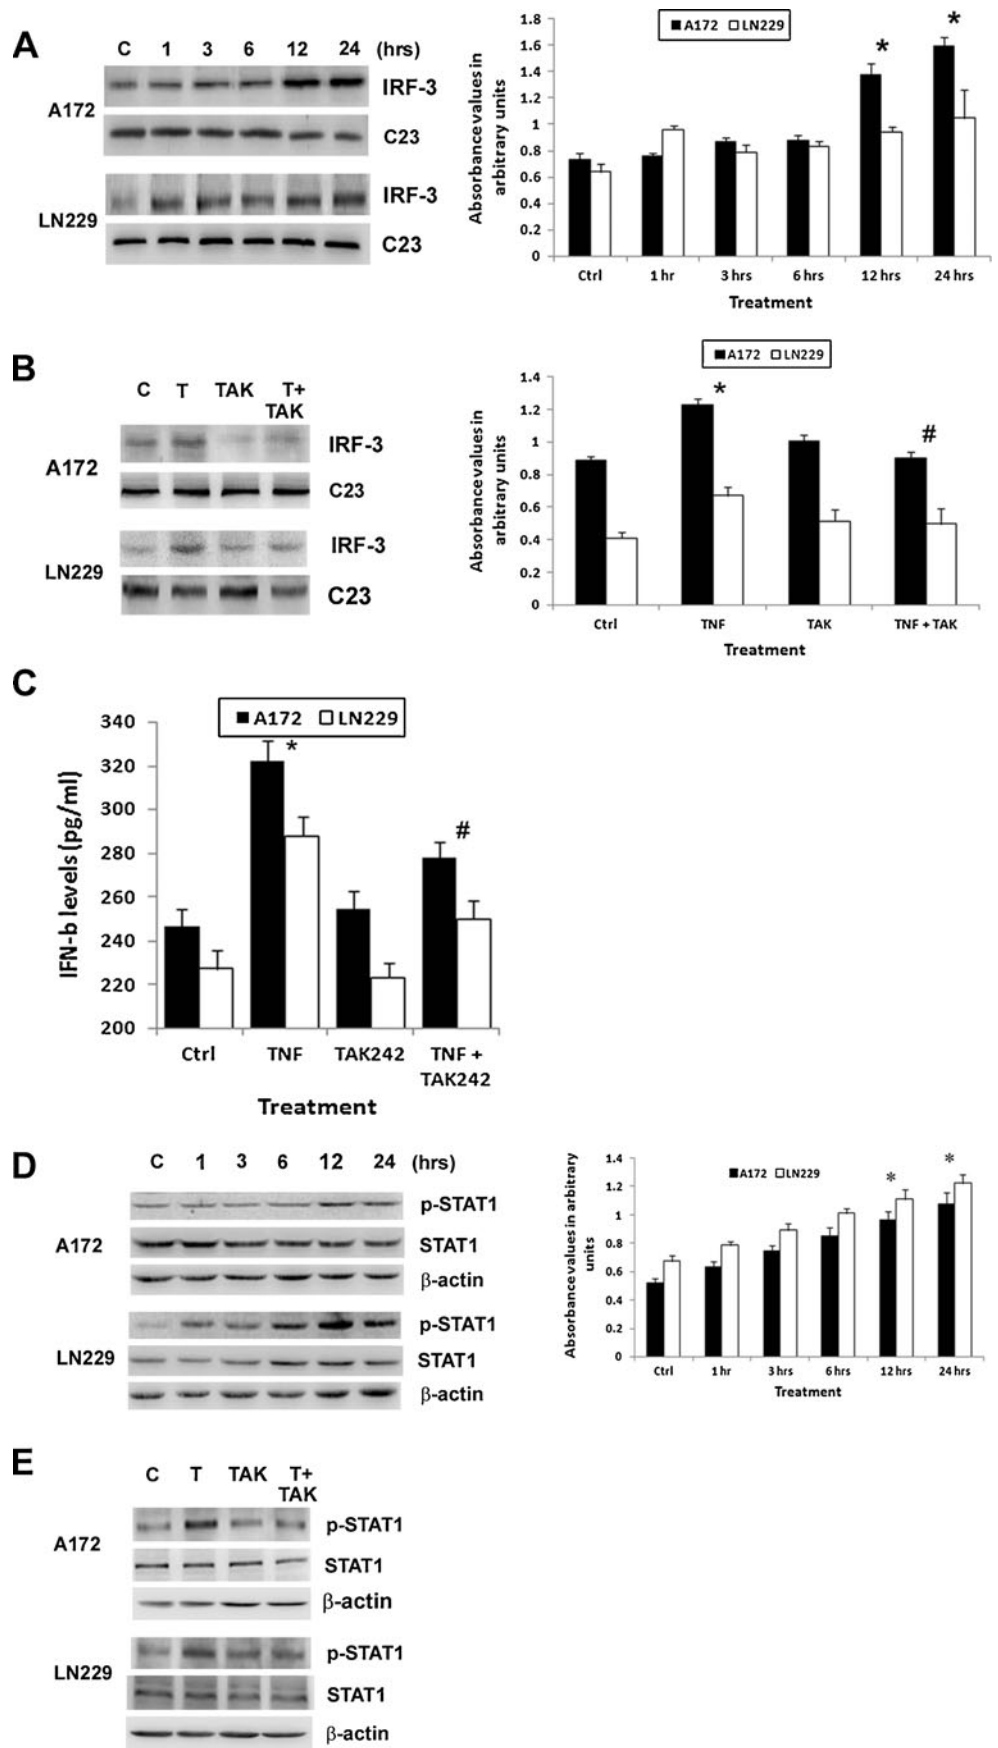 A
C 1 3 6 12 24 (hrs)
A172
IRF-3
C23
LN229
IRF-3
C23
A172 LN229
Absorbance values in
arbitrary units
1.8
1.6
1.4
1.2
1
0.8
0.6
0.4
0.2
0
* *
Ctrl 1 hr 3 hrs 6 hrs 12 hrs 24 hrs
Treatment
B
C T TAK T+
TAK
A172
IRF-3
C23
LN229
IRF-3
C23
A172 LN229
Absorbance values in
arbitrary units
1.4
1.2
1
0.8
0.6
0.4
0.2
0
* #
Ctrl TNF TAK TNF + TAK
Treatment
C
A172 LN229
IFN-b levels (pg/ml)
340
320
300
280
260
240
220
200
* #
Ctrl TNF TAK242 TNF +
TAK242
Treatment
D
C 1 3 6 12 24 (hrs)
A172
p-STAT1
STAT1
β-actin
LN229
p-STAT1
STAT1
β-actin
A172 LN229
Absorbance values in arbitrary
units
1.4
1.2
1
0.8
0.6
0.4
0.2
0
* *
Ctrl 1 hr 3 hrs 6 hrs 12 hrs 24 hrs
Treatment
E
C T TAK T+
TAK
A172
p-STAT1
STAT1
β-actin
LN229
p-STAT1
STAT1
β-actin